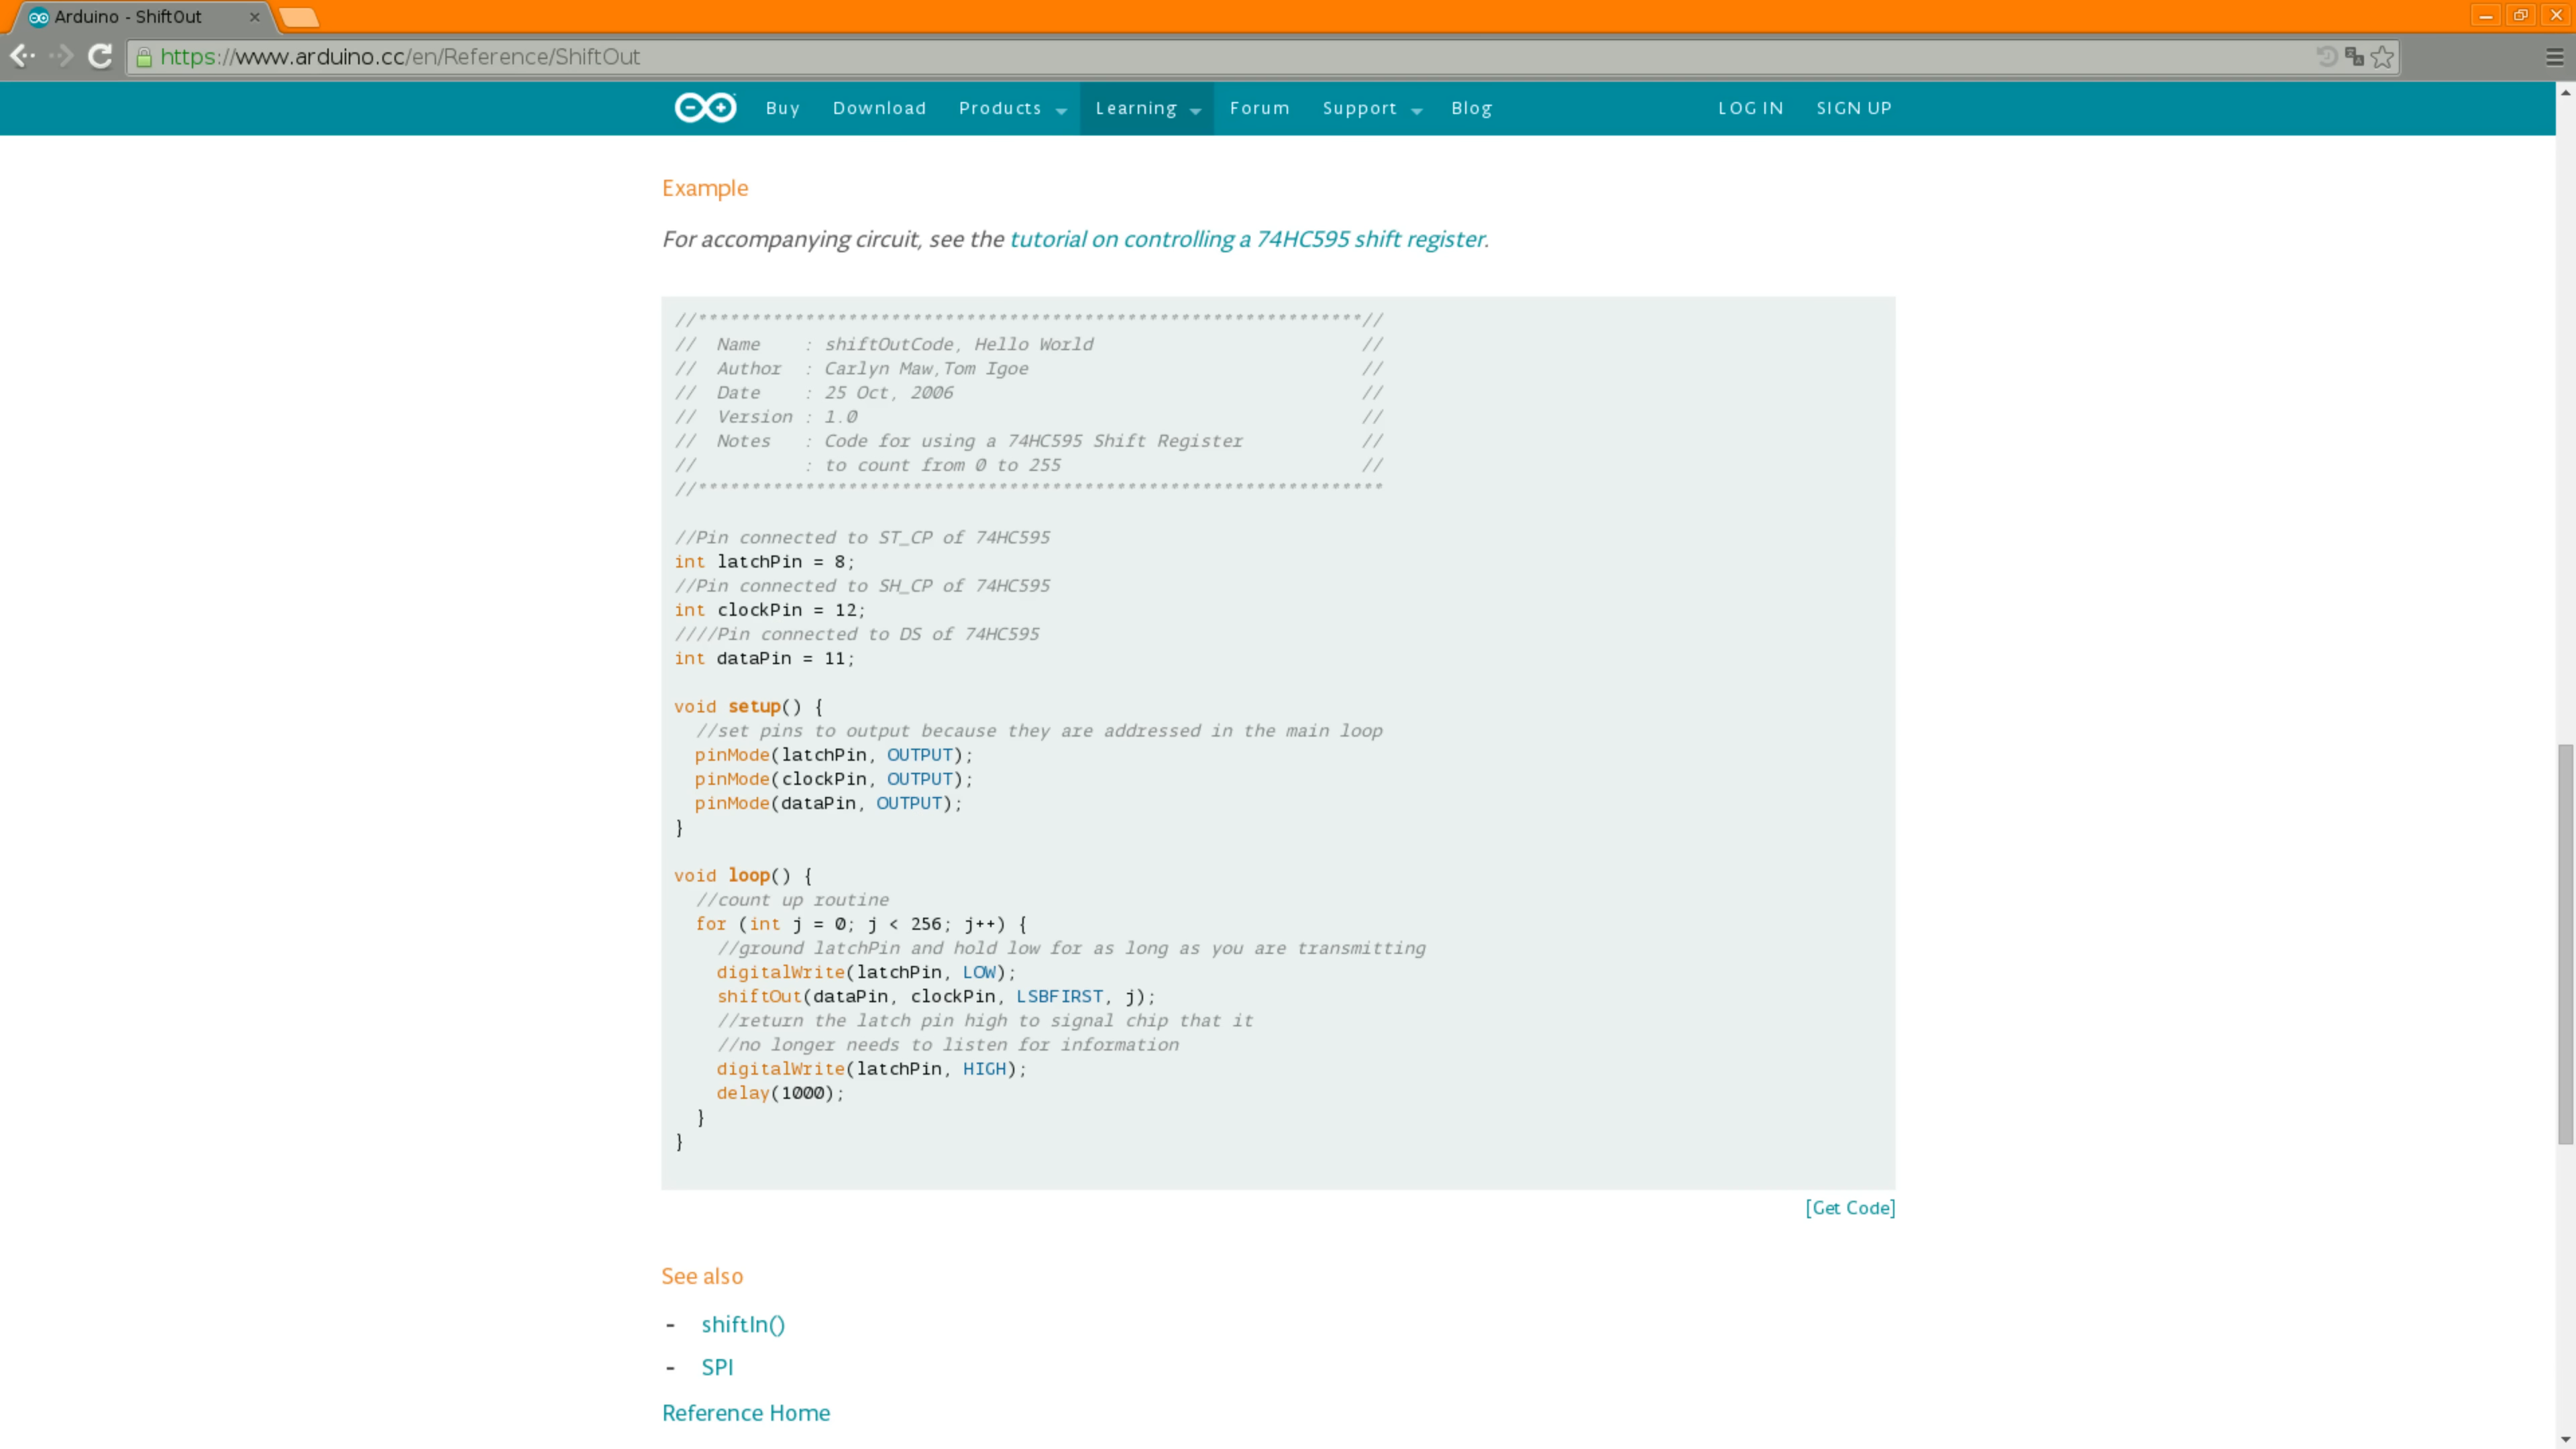 Arduino - ShiftOut
https://www.arduino.cc/en/Reference/ShiftOut
Buy Download Products Learning Forum Support Blog LOG IN SIGN UP
Example
For accompanying circuit, see the tutorial on controlling a 74HC595 shift register.
//**************************************************************//
//  Name    : shiftOutCode, Hello World                         //
//  Author  : Carlyn Maw,Tom Igoe                               //
//  Date    : 25 Oct, 2006                                      //
//  Version : 1.0                                               //
//  Notes   : Code for using a 74HC595 Shift Register           //
//          : to count from 0 to 255                            //
//****************************************************************
//Pin connected to ST_CP of 74HC595
int latchPin = 8;
//Pin connected to SH_CP of 74HC595
int clockPin = 12;
////Pin connected to DS of 74HC595
int dataPin = 11;
void setup() {
  //set pins to output because they are addressed in the main loop
  pinMode(latchPin, OUTPUT);
  pinMode(clockPin, OUTPUT);
  pinMode(dataPin, OUTPUT);
}
void loop() {
  //count up routine
  for (int j = 0; j < 256; j++) {
    //ground latchPin and hold low for as long as you are transmitting
    digitalWrite(latchPin, LOW);
    shiftOut(dataPin, clockPin, LSBFIRST, j);
    //return the latch pin high to signal chip that it
    //no longer needs to listen for information
    digitalWrite(latchPin, HIGH);
    delay(1000);
  }
}
[Get Code]
See also
- shiftIn()
- SPI
Reference Home